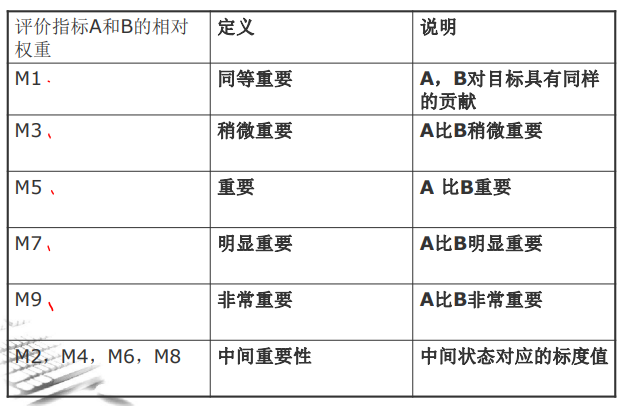 评价指标A和B的相对 定义 说明
权重
M1 同等重要 A，B对目标具有同样
的贡献
M3 稍微重要 A比B稍微重要
M5 重要 A 比B重要
M7 明显重要 A比B明显重要
M9 非常重要 A比B非常重要
M2，M4，M6，M8 中间重要性 中间状态对应的标度值